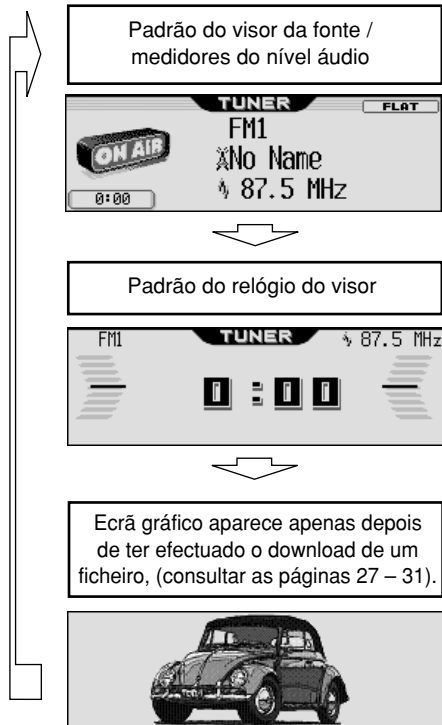 Padrão do visor da fonte /
medidores do nível áudio
TUNER
FLAT
ON AIR
FM1
No Name
87.5 MHz
0:00
Padrão do relógio do visor
FM1
TUNER
87.5 MHz
0:00
Ecrã gráfico aparece apenas depois
de ter efectuado o download de um
ficheiro, (consultar as páginas 27 – 31).